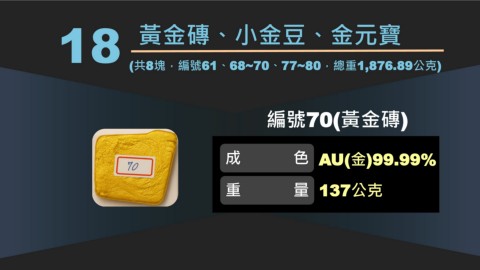 18 黃金磚、小金豆、金元寶
(共8塊，編號61、68~70、77~80，總重1,876.89公克)
編號70(黃金磚)
70
成色 AU(金)99.99%
重量 137公克